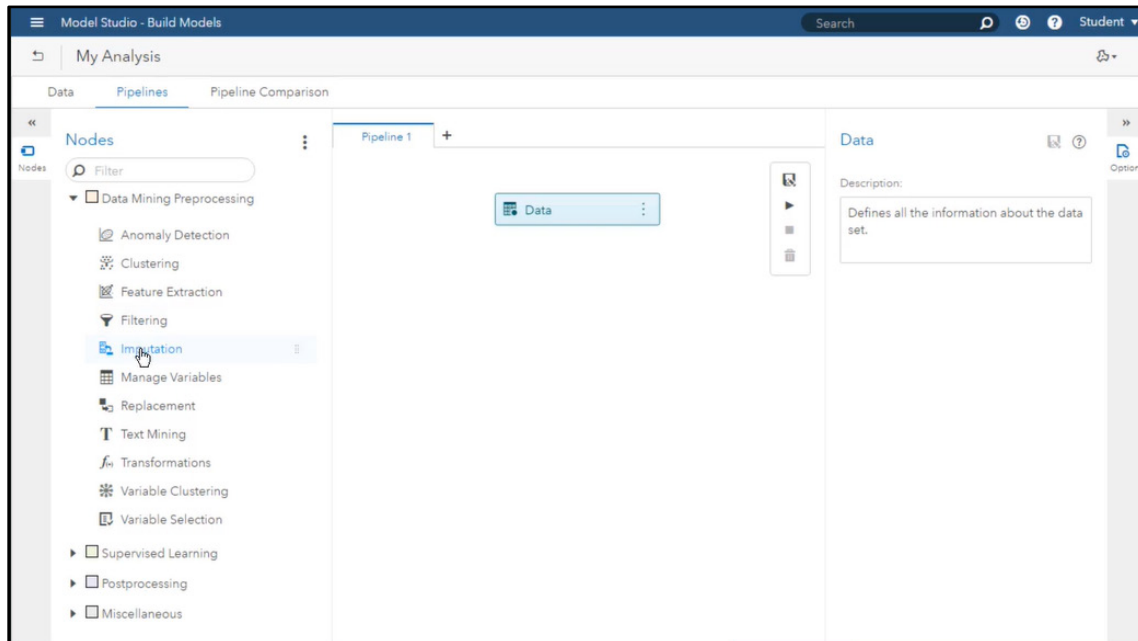 Model Studio - Build Models
Search
Student
My Analysis
Data
Pipelines
Pipeline Comparison
Nodes
Nodes
Filter
Data Mining Preprocessing
Anomaly Detection
Clustering
Feature Extraction
Filtering
Imputation
Manage Variables
Replacement
Text Mining
Transformations
Variable Clustering
Variable Selection
Supervised Learning
Postprocessing
Miscellaneous
Pipeline 1
+
Data
Data
Description:
Defines all the information about the data
set.
Option